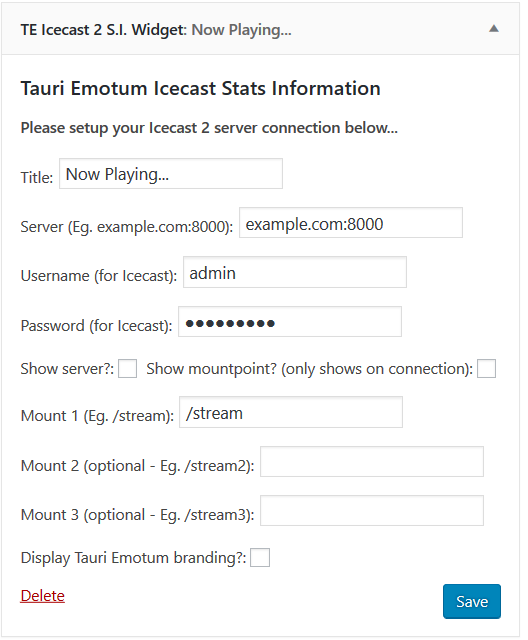 TE Icecast 2 S.I. Widget: Now Playing...
Tauri Emotum Icecast Stats Information
Please setup your Icecast 2 server connection below...
Title: Now Playing...
Server (Eg. example.com:8000): example.com:8000
Username (for Icecast): admin
Password (for Icecast): ●●●●●●●●●
Show server?: Show mountpoint? (only shows on connection):
Mount 1 (Eg. /stream): /stream
Mount 2 (optional - Eg. /stream2):
Mount 3 (optional - Eg. /stream3):
Display Tauri Emotum branding?:
Delete Save